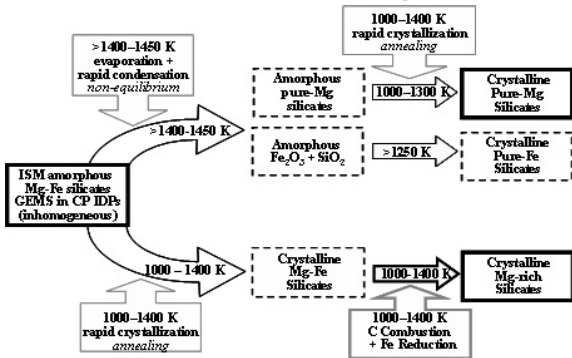 >1400–1450 K
evaporation +
rapid condensation
non-equilibrium
1000–1400 K
rapid crystallization
annealing
>1400-1450 K
Amorphous
pure-Mg
silicates
1000–1300 K
Crystalline
Pure-Mg
Silicates
Amorphous
Fe₂O₃ + SiO₂
>1250 K
Crystalline
Pure-Fe
Silicates
ISM amorphous
Mg-Fe silicates
GEMS in CP IDPs
(inhomogeneous)
1000 – 1400 K
Crystalline
Mg-Fe
Silicates
1000-1400 K
Crystalline
Mg-rich
Silicates
1000–1400 K
rapid crystallization
annealing
1000–1400 K
C Combustion
+ Fe Reduction